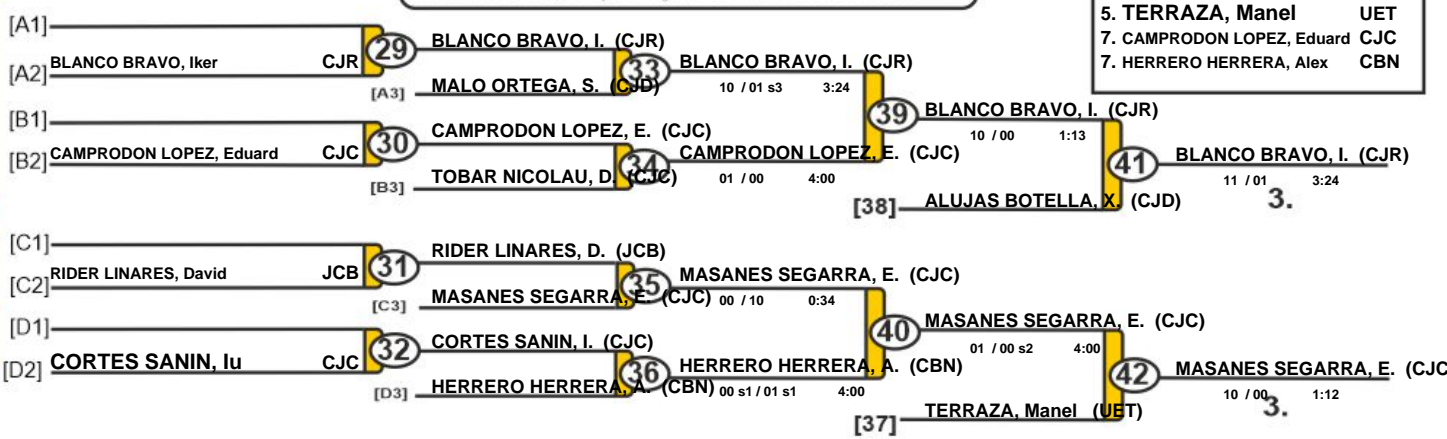 5. TERRAZA, Manel UET
7. CAMPRODON LOPEZ, Eduard CJC
7. HERRERO HERRERA, Alex CBN
[A1]
[A2] BLANCO BRAVO, Iker CJR
29
BLANCO BRAVO, I. (CJR)
[A3] MALO ORTEGA, S. (CJD)
33
BLANCO BRAVO, I. (CJR)
10 / 01 s3 3:24
[B1]
[B2] CAMPRODON LOPEZ, Eduard CJC
30
CAMPRODON LOPEZ, E. (CJC)
[B3] TOBAR NICOLAU, D. (CJC)
34
CAMPRODON LOPEZ, E. (CJC)
01 / 00 4:00
39
BLANCO BRAVO, I. (CJR)
10 / 00 1:13
[38] ALUJAS BOTELLA, X. (CJD)
41
BLANCO BRAVO, I. (CJR)
11 / 01 3:24
3.
[C1]
[C2] RIDER LINARES, David JCB
31
RIDER LINARES, D. (JCB)
[C3] MASANES SEGARRA, E. (CJC)
35
MASANES SEGARRA, E. (CJC)
00 / 10 0:34
[D1]
[D2] CORTES SANIN, Iu CJC
32
CORTES SANIN, I. (CJC)
[D3] HERRERO HERRERA, A. (CBN)
36
HERRERO HERRERA, A. (CBN)
00 s1 / 01 s1 4:00
40
MASANES SEGARRA, E. (CJC)
01 / 00 s2 4:00
[37] TERRAZA, Manel (UET)
42
MASANES SEGARRA, E. (CJC
10 / 00 1:12
3.